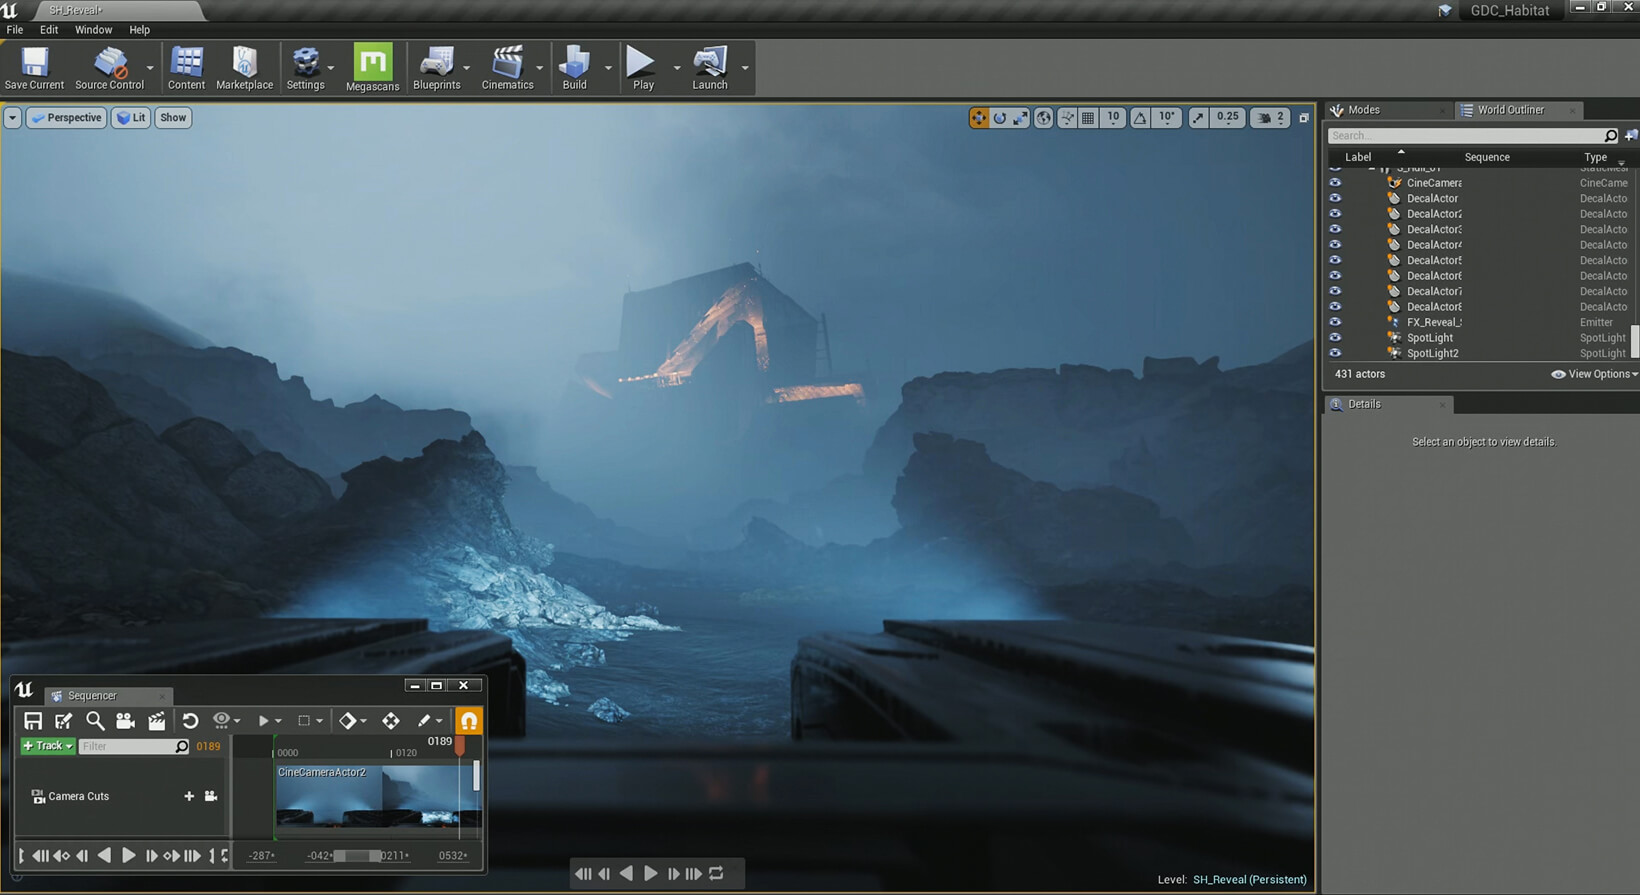 SH_Reveal*
GDC_Habitat
File Edit Window Help
Save Current Source Control Content Marketplace Settings Megascans Blueprints Cinematics Build Play Launch
Perspective Lit Show
10 10° 0.25 2
Modes World Outliner
Search...
Label Sequence Type
CineCamera CineCame
DecalActor DecalActo
DecalActor2 DecalActo
DecalActor3 DecalActo
DecalActor4 DecalActo
DecalActor5 DecalActo
DecalActor6 DecalActo
DecalActor7 DecalActo
DecalActor8 DecalActo
FX_Reveal_ Emitter
SpotLight SpotLight
SpotLight2 SpotLight
431 actors View Options
Details
Select an object to view details.
Sequencer
+ Track Filter 0189
0189
0000 0120
CineCameraActor2
Camera Cuts
-287* -042* 0211* 0532*
Level: SH_Reveal (Persistent)